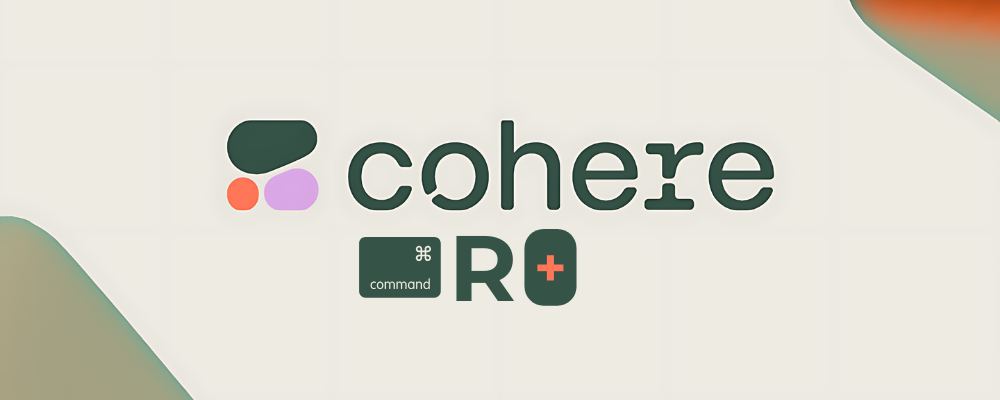 cohere
⌘
command R+